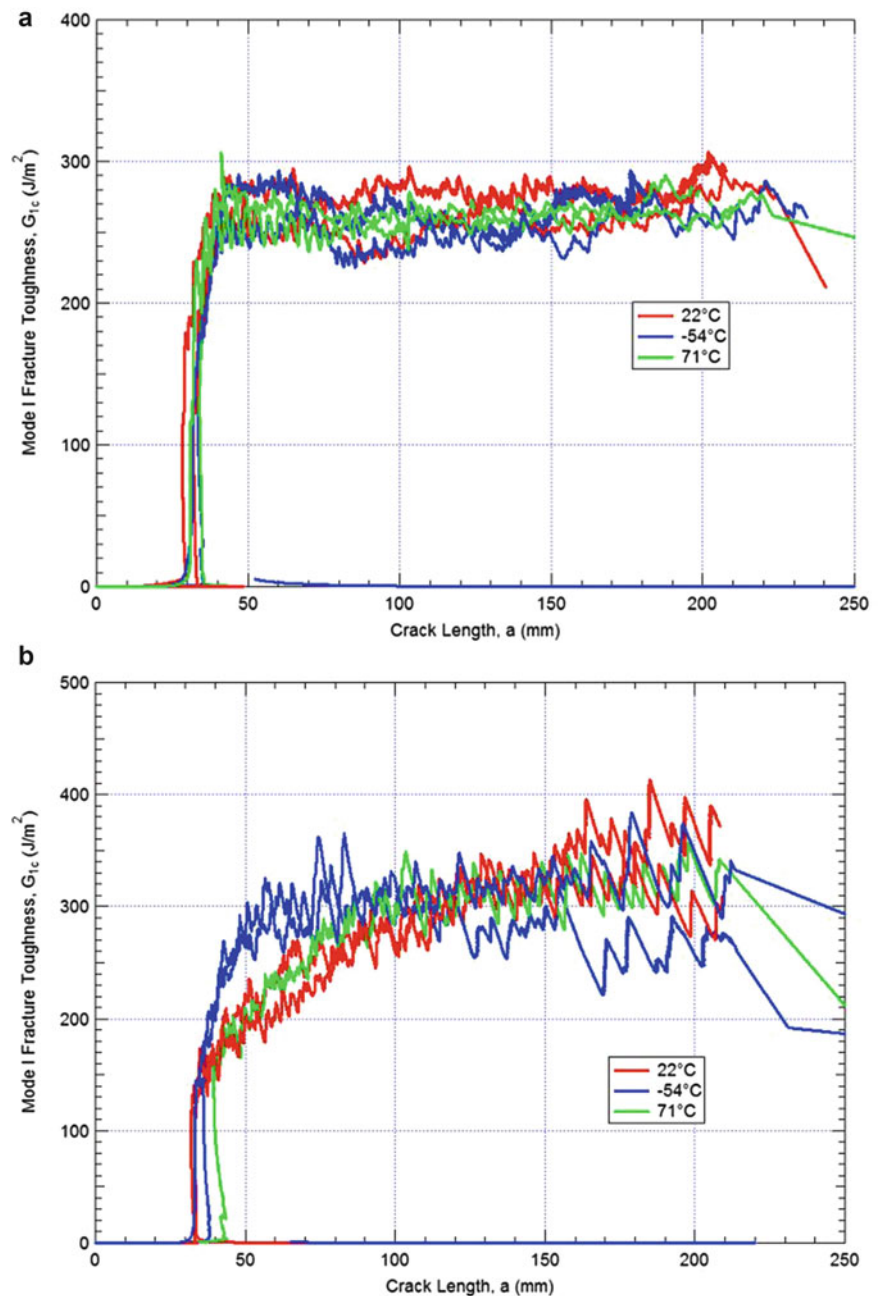 a
400
300
200
100
0
Mode I Fracture Toughness, G1c (J/m2)
22°C
-54°C
71°C
0 50 100 150 200 250
Crack Length, a (mm)
b
500
400
300
200
100
0
Mode I Fracture Toughness, G1c (J/m2)
22°C
-54°C
71°C
0 50 100 150 200 250
Crack Length, a (mm)